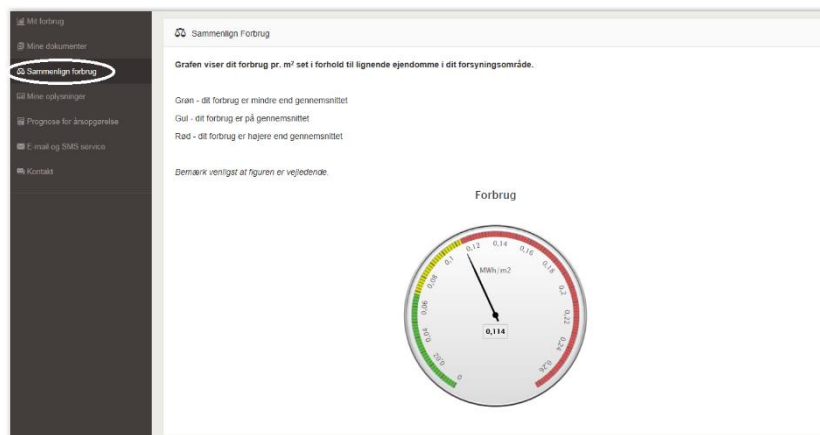 Mit forbrug
Mine dokumenter
Sammenlign forbrug
Mine oplysninger
Prognose for årsopgørelse
E-mail og SMS service
Kontakt
Sammenlign Forbrug
Grafen viser dit forbrug pr. m² set i forhold til lignende ejendomme i dit forsyningsområde.
Grøn - dit forbrug er mindre end gennemsnittet
Gul - dit forbrug er på gennemsnittet
Rød - dit forbrug er højere end gennemsnittet
Bemærk venligst at figuren er vejledende.
Forbrug
0
0,02
0,04
0,06
0,08
0,1
0,12
0,14
0,16
0,18
0,2
0,22
0,24
0,26
MWh/m2
0,114